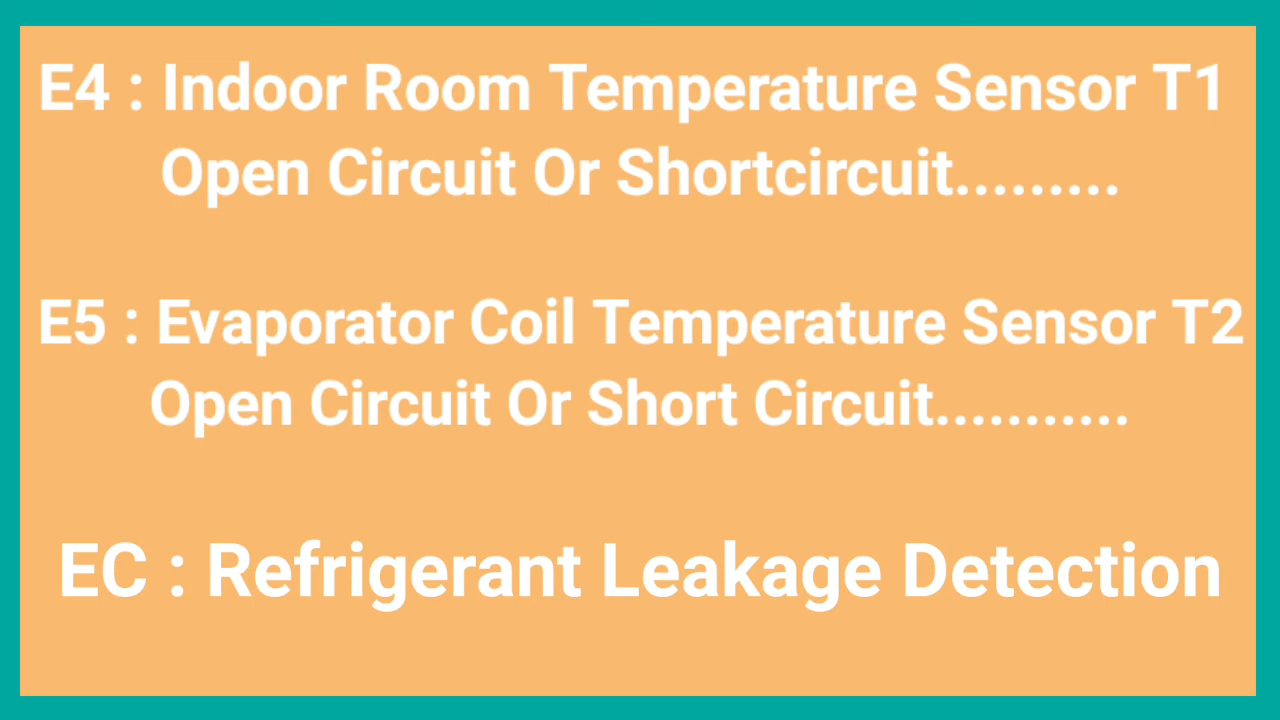 E4 : Indoor Room Temperature Sensor T1
Open Circuit Or Shortcircuit.........
E5 : Evaporator Coil Temperature Sensor T2
Open Circuit Or Short Circuit...........
EC : Refrigerant Leakage Detection